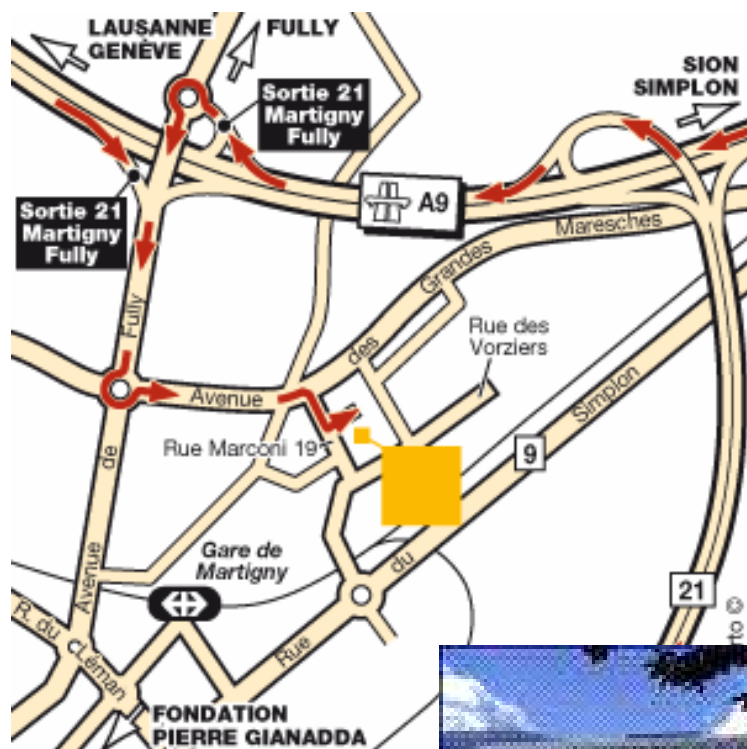 LAUSANNE
GENÈVE
FULLY
Sortie 21
Martigny
Fully
SION
SIMPLON
Sortie 21
Martigny
Fully
A9
Grandes Maresches
des
Avenue
Rue des
Vorziers
Avenue de Fully
Rue Marconi 19
Rue du Simplon
9
21
Gare de
Martigny
R. du Léman
FONDATION
PIERRE GIANADDA
to ©